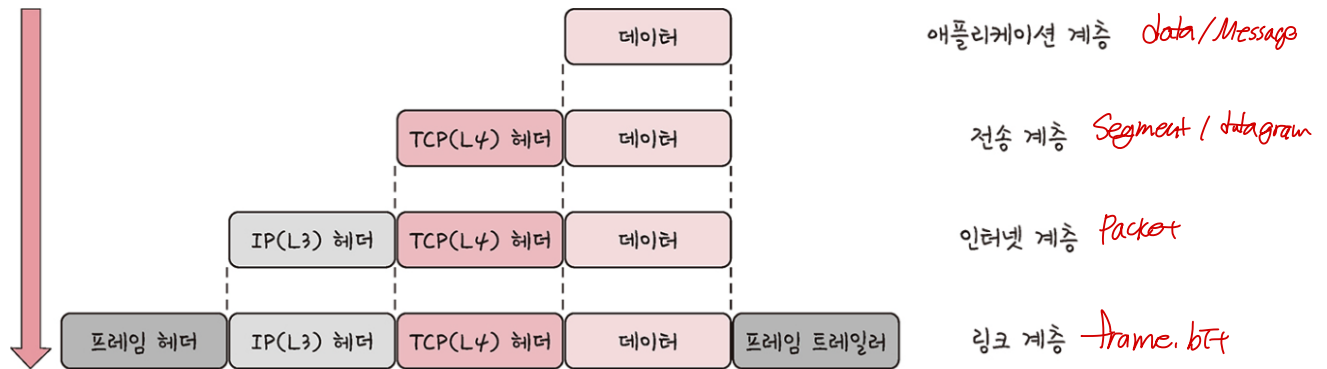 데이터 애플리케이션 계층 data/Message
TCP(L4) 헤더 데이터 전송 계층 Segment / datagram
IP(L3) 헤더 TCP(L4) 헤더 데이터 인터넷 계층 Packet
프레임 헤더 IP(L3) 헤더 TCP(L4) 헤더 데이터 프레임 트레일러 링크 계층 frame. bit